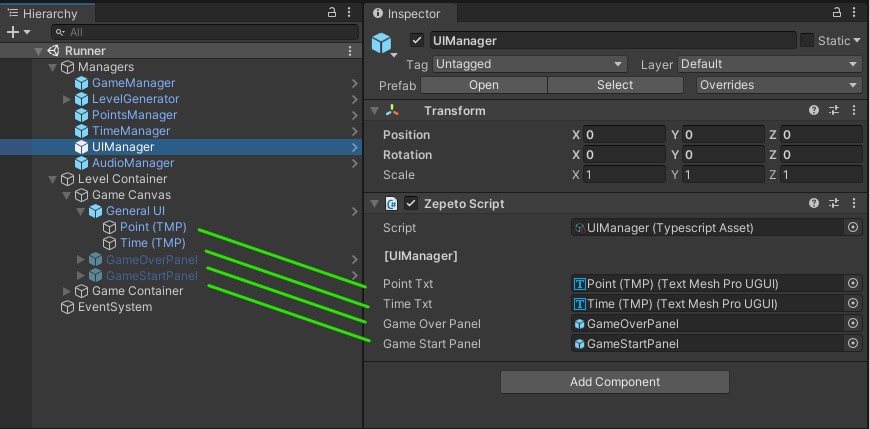 Hierarchy
All
Runner
Managers
GameManager
LevelGenerator
PointsManager
TimeManager
UIManager
AudioManager
Level Container
Game Canvas
General UI
Point (TMP)
Time (TMP)
GameOverPanel
GameStartPanel
Game Container
EventSystem
Inspector
UIManager
Static
Tag Untagged Layer Default
Prefab Open Select Overrides
Transform
Position X 0 Y 0 Z 0
Rotation X 0 Y 0 Z 0
Scale X 1 Y 1 Z 1
Zepeto Script
Script UIManager (Typescript Asset)
[UIManager]
Point Txt Point (TMP) (Text Mesh Pro UGUI)
Time Txt Time (TMP) (Text Mesh Pro UGUI)
Game Over Panel GameOverPanel
Game Start Panel GameStartPanel
Add Component